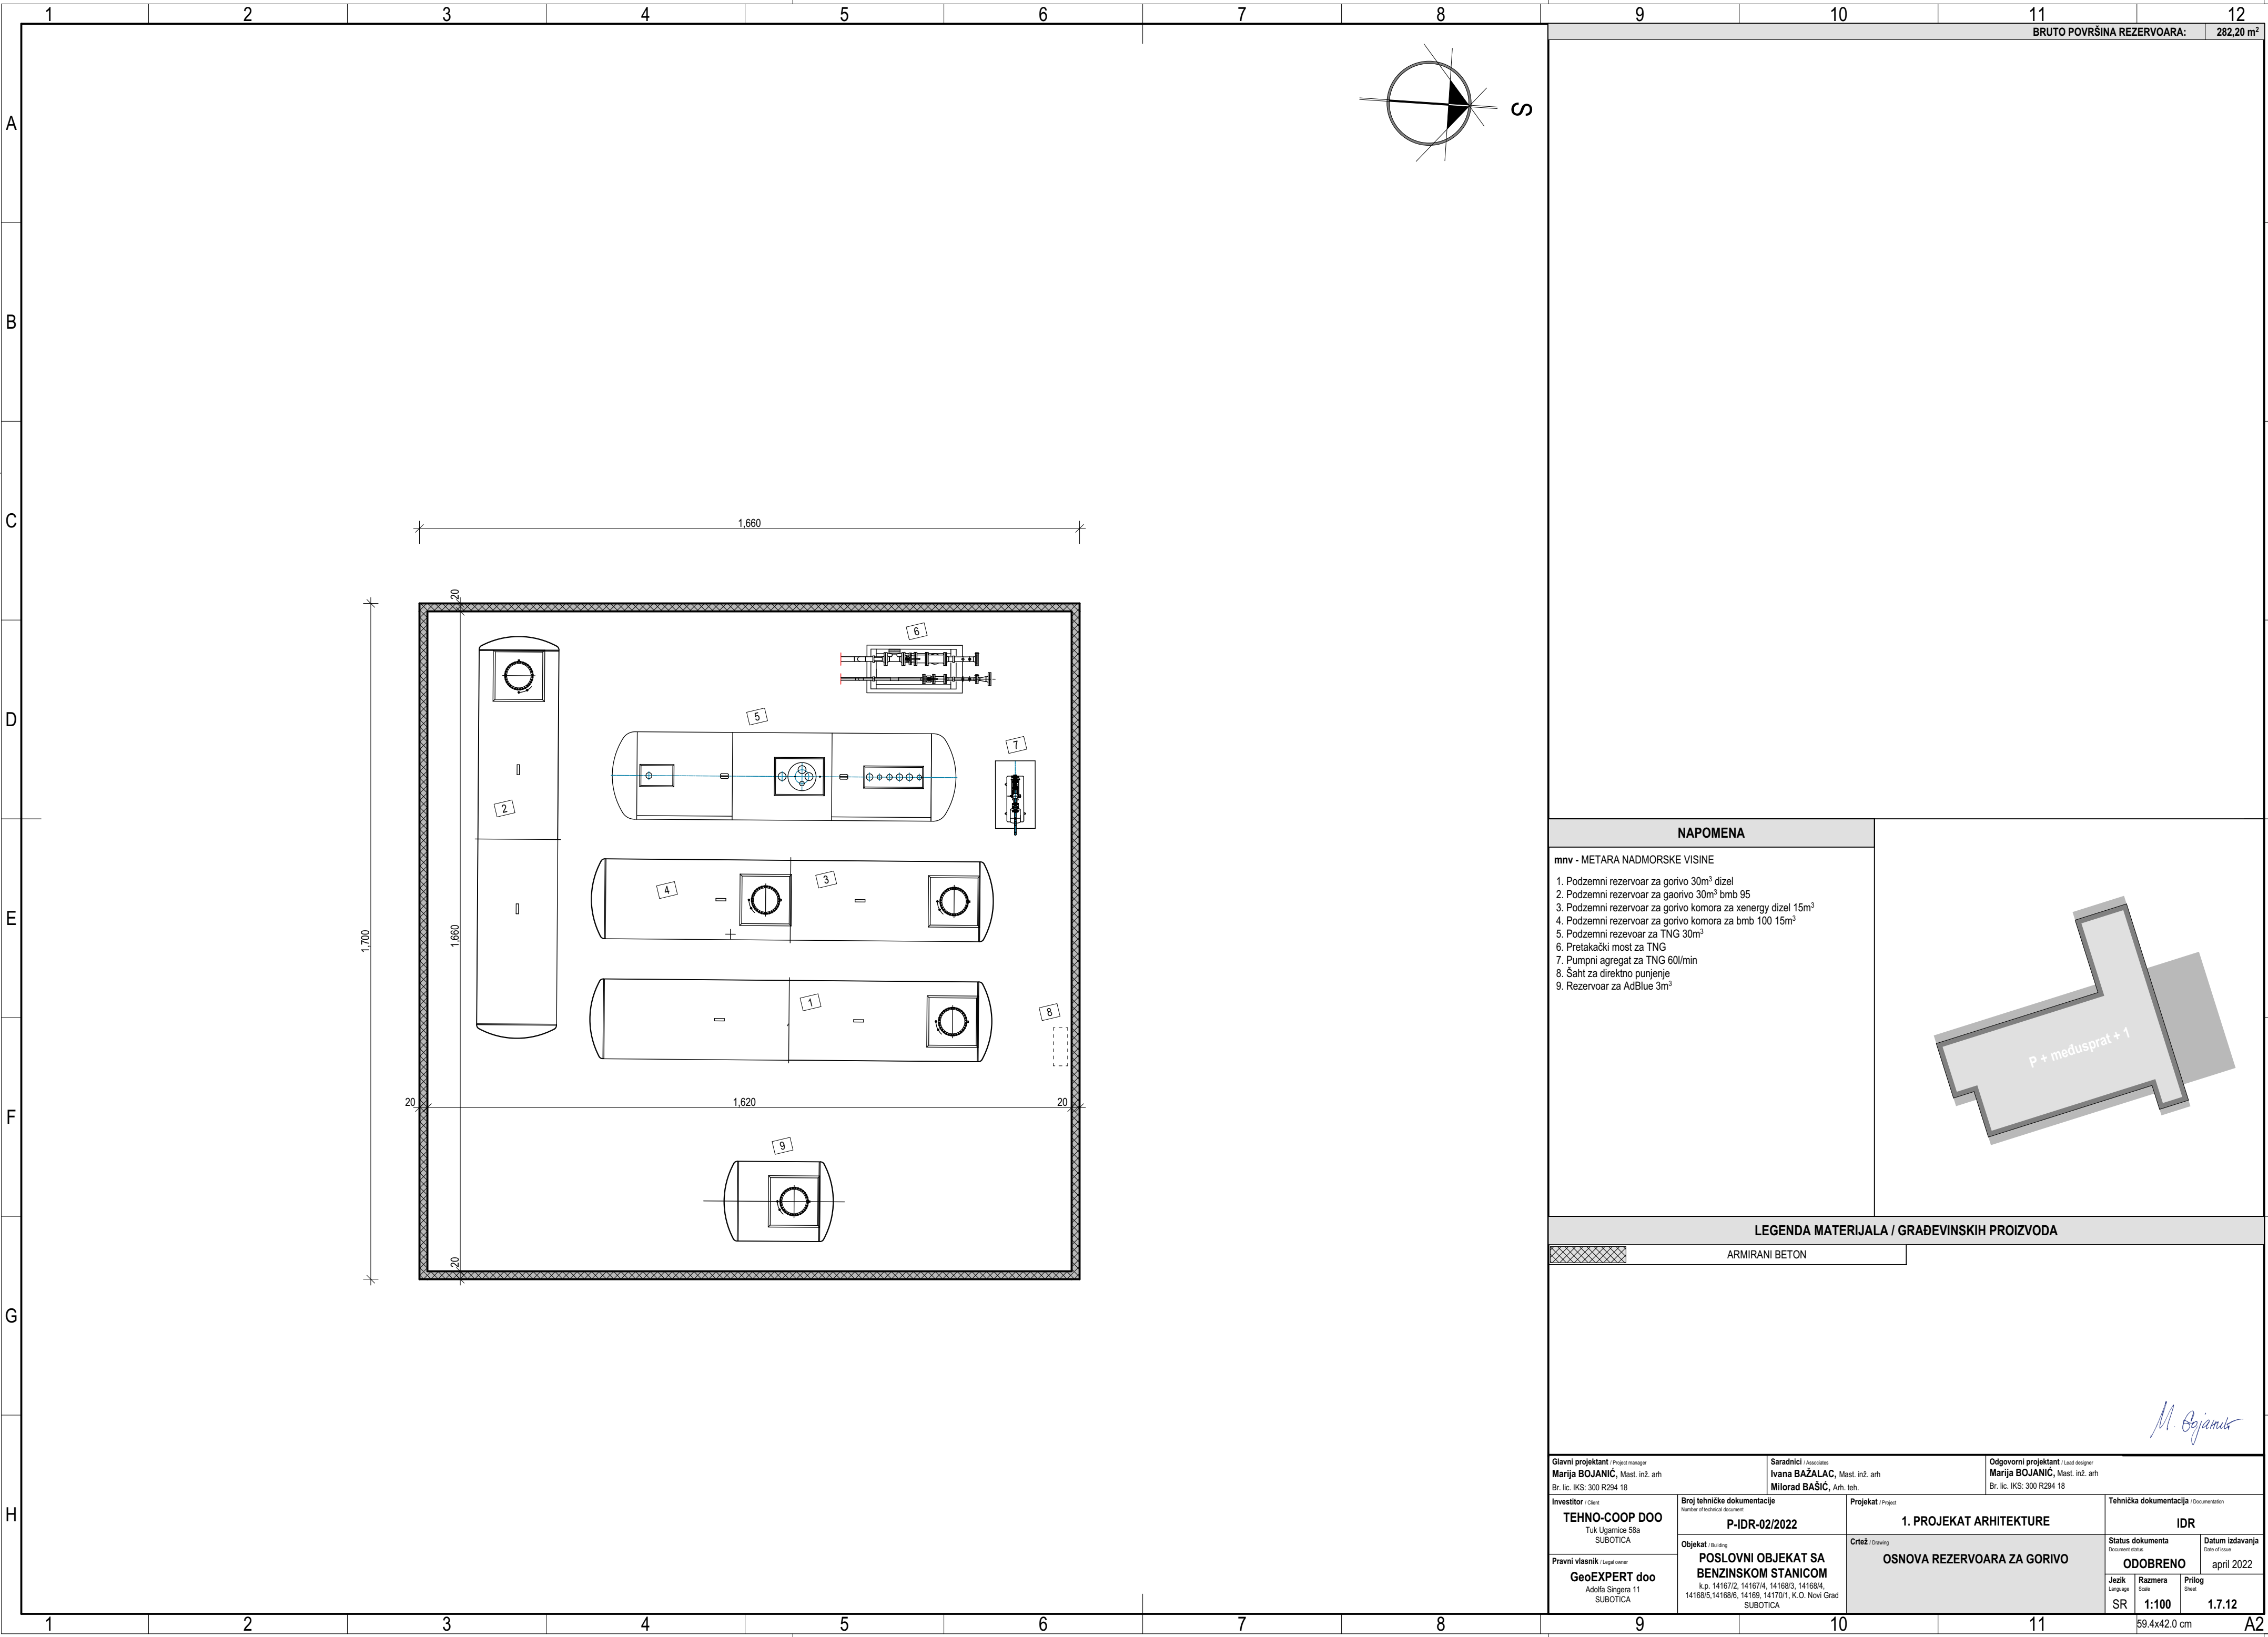 1 2 3 4 5 6 7 8 9 10 11 12
BRUTO POVRŠINA REZERVOARA: 282,20 m²
S
A
B
C
D
E
F
G
H
1,660
20
6
5
7
2
4
3
1,700
1,660
1
8
20 1,620 20
9
20
NAPOMENA
mnv - METARA NADMORSKE VISINE
1. Podzemni rezervoar za gorivo 30m³ dizel
2. Podzemni rezervoar za gaorivo 30m³ bmb 95
3. Podzemni rezervoar za gorivo komora za xenergy dizel 15m³
4. Podzemni rezervoar za gorivo komora za bmb 100 15m³
5. Podzemni rezevoar za TNG 30m³
6. Pretakački most za TNG
7. Pumpni agregat za TNG 60l/min
8. Šaht za direktno punjenje
9. Rezervoar za AdBlue 3m³
P + međusprat + 1
LEGENDA MATERIJALA / GRAĐEVINSKIH PROIZVODA
ARMIRANI BETON
М. Бојанић
Glavni projektant / Project manager
Marija BOJANIĆ, Mast. inž. arh
Br. lic. IKS: 300 R294 18
Saradnici / Associates
Ivana BAŽALAC, Mast. inž. arh
Milorad BAŠIĆ, Arh. teh.
Odgovorni projektant / Lead designer
Marija BOJANIĆ, Mast. inž. arh
Br. lic. IKS: 300 R294 18
Investitor / Client
TEHNO-COOP DOO
Tuk Ugarnice 58a
SUBOTICA
Pravni vlasnik / Legal owner
GeoEXPERT doo
Adolfa Singera 11
SUBOTICA
Broj tehničke dokumentacije
Number of technical document
P-IDR-02/2022
Objekat / Building
POSLOVNI OBJEKAT SA
BENZINSKOM STANICOM
k.p. 14167/2, 14167/4, 14168/3, 14168/4,
14168/5,14168/6, 14169, 14170/1, K.O. Novi Grad
SUBOTICA
Projekat / Project
1. PROJEKAT ARHITEKTURE
Crtež / Drawing
OSNOVA REZERVOARA ZA GORIVO
Tehnička dokumentacija / Documentation
IDR
Status dokumenta
Document status
ODOBRENO
Datum izdavanja
Date of issue
april 2022
Jezik
Language
SR
Razmera
Scale
1:100
Prilog
Sheet
1.7.12
1 2 3 4 5 6 7 8 9 10 11 59.4x42.0 cm A2